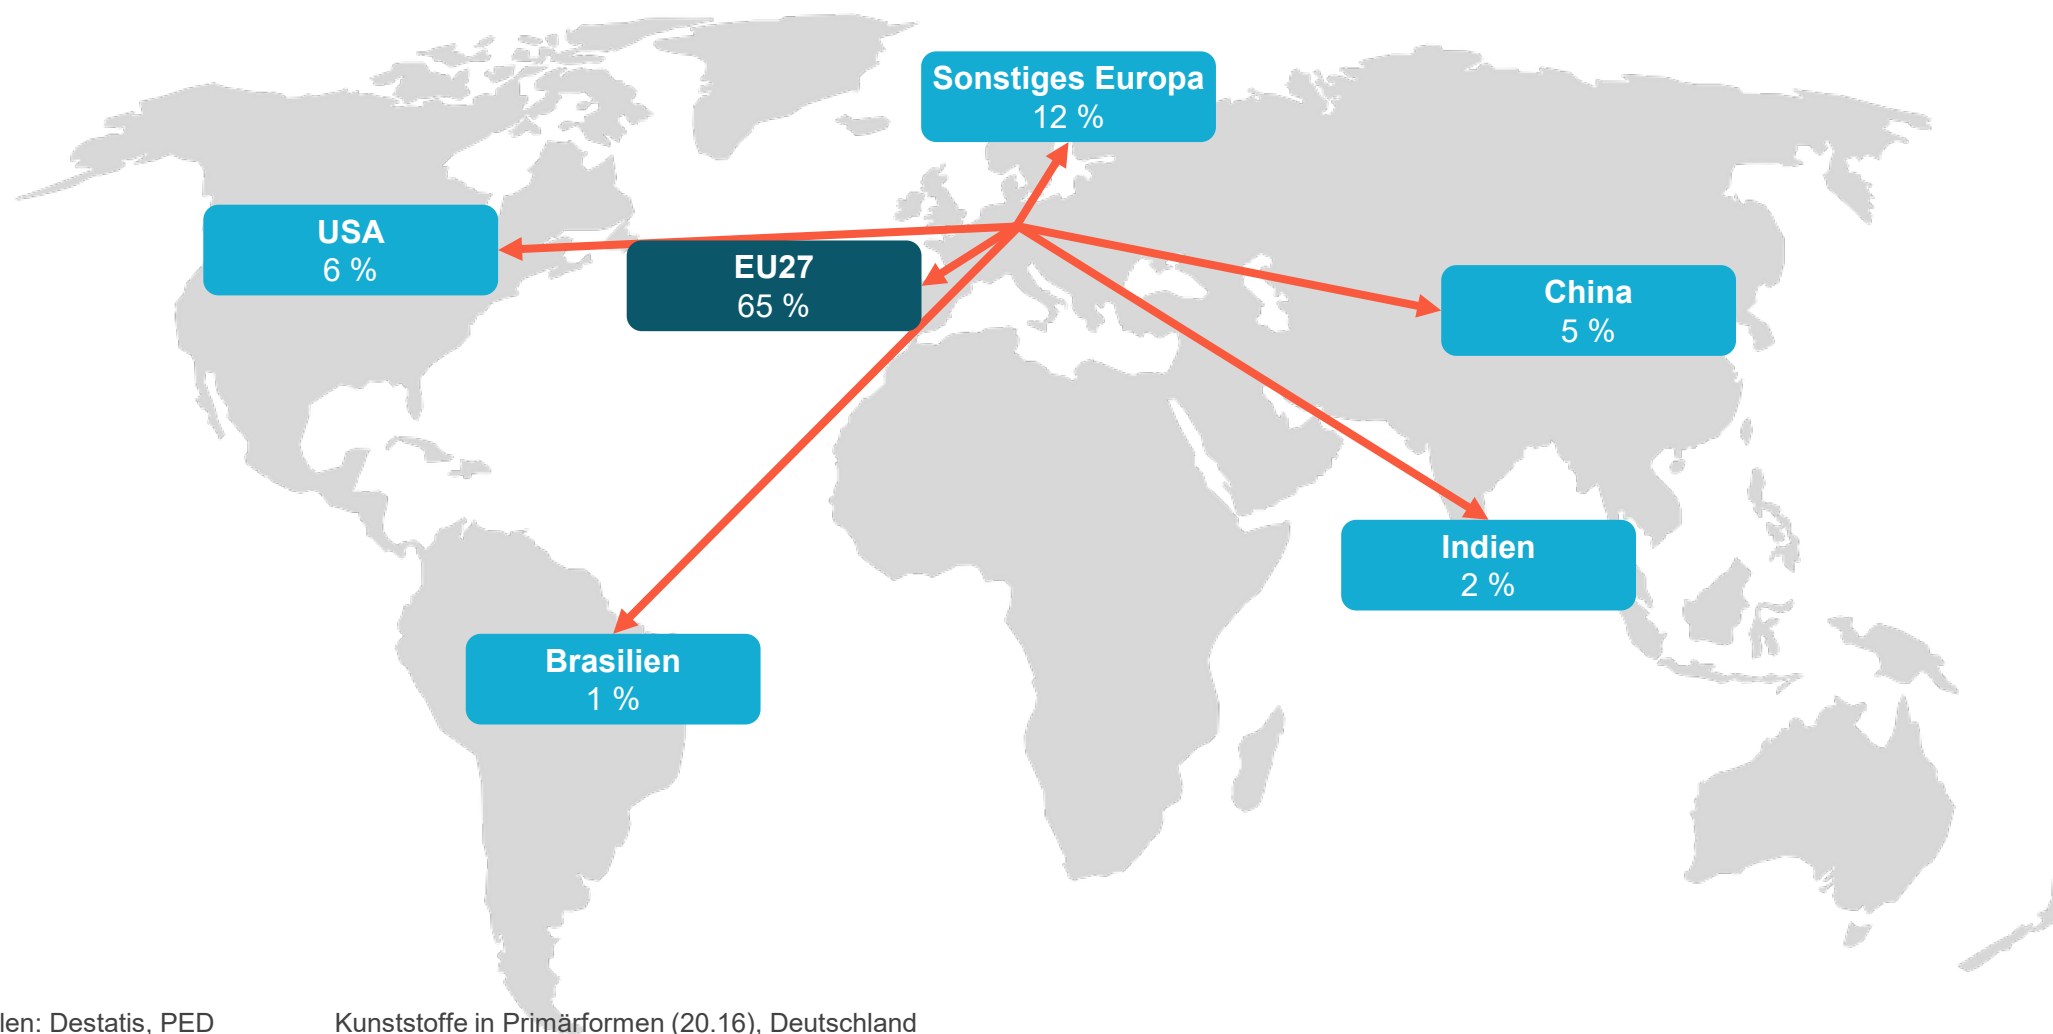 Sonstiges Europa
12 %
USA
6 %
EU27
65 %
China
5 %
Indien
2 %
Brasilien
1 %
len: Destatis, PED
Kunststoffe in Primärformen (20.16), Deutschland